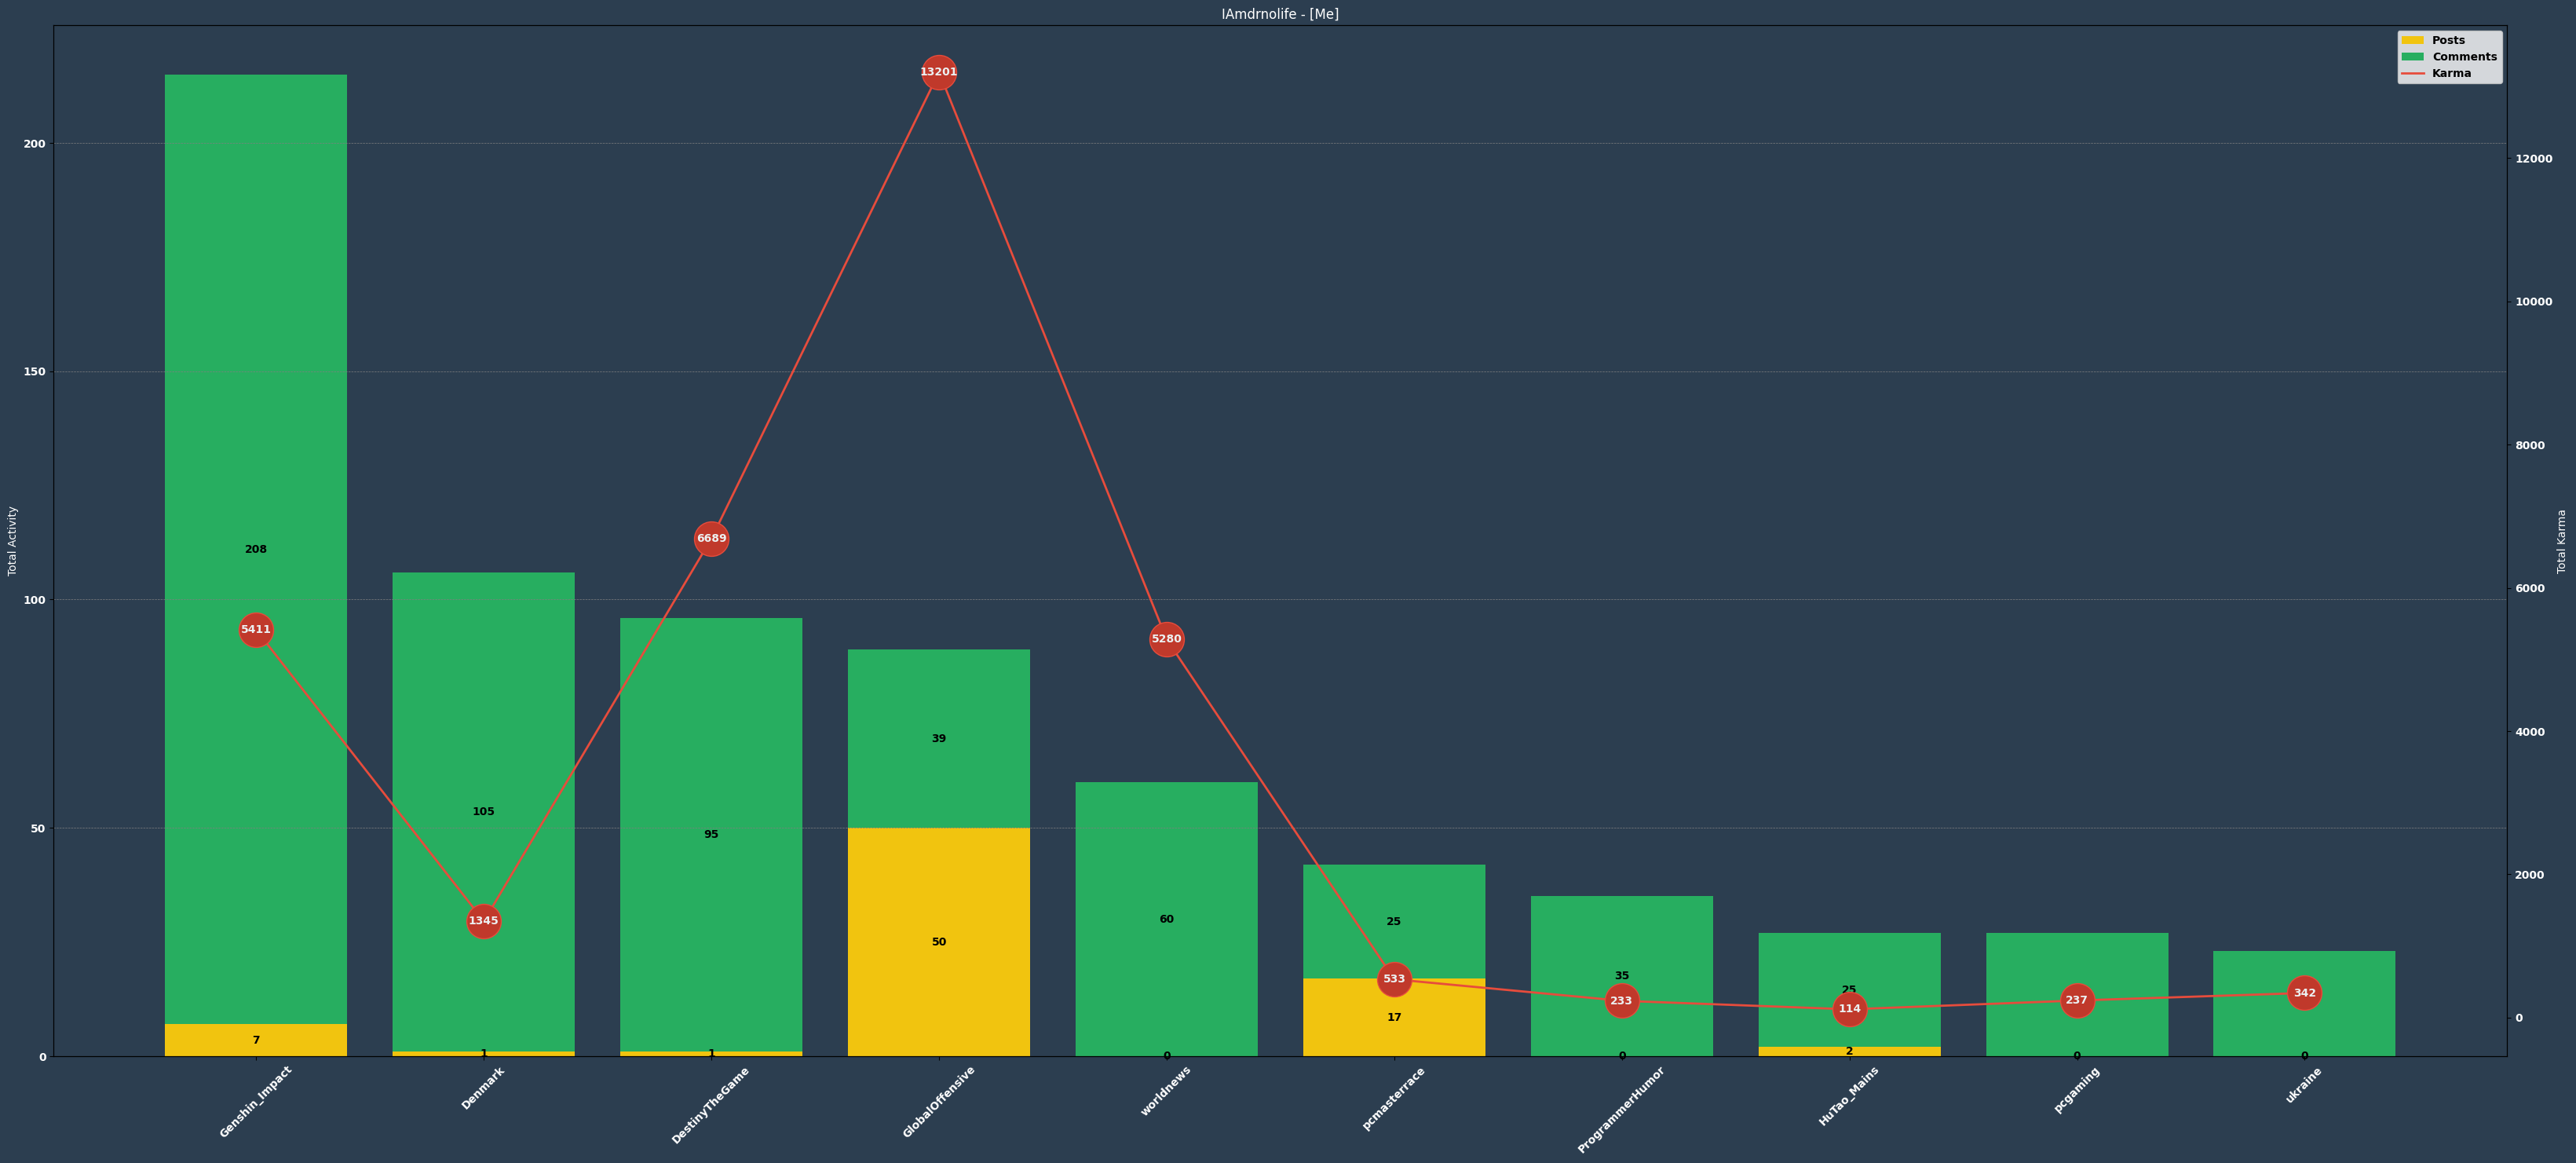 IAmdrnolife - [Me]
Posts
Comments
Karma
Total Activity
200
150
100
50
0
Total Karma
12000
10000
8000
6000
4000
2000
0
208
7
5411
105
1
1345
95
1
6689
39
50
13201
60
0
5280
25
17
533
35
0
233
25
2
114
0
237
0
342
Genshin_Impact
Denmark
DestinyTheGame
GlobalOffensive
worldnews
pcmasterrace
ProgrammerHumor
HuTao_Mains
pcgaming
ukraine